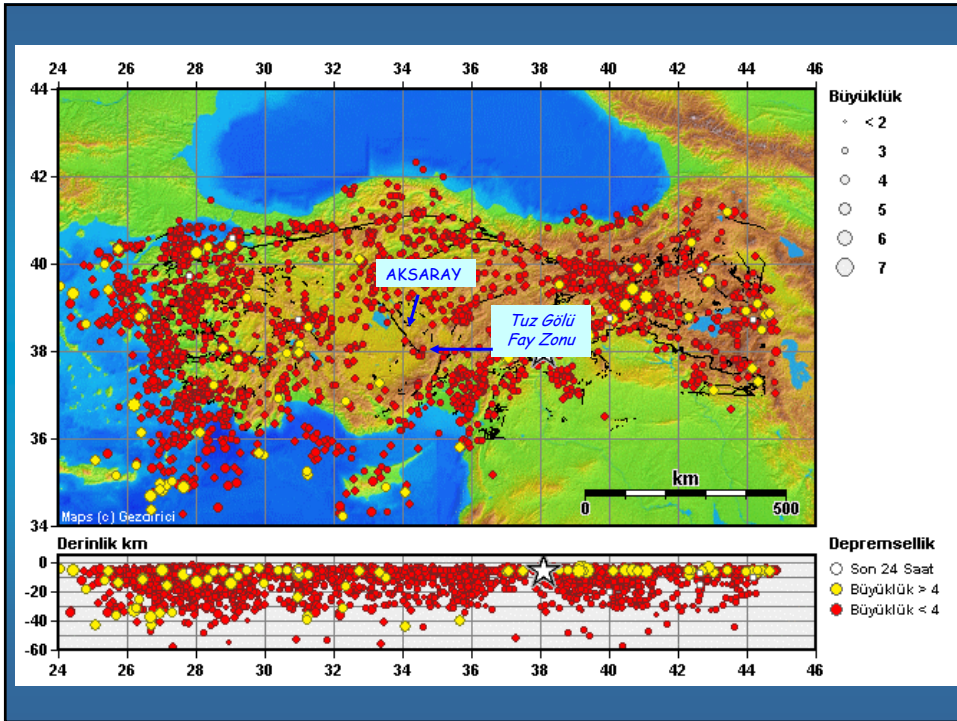 24 26 28 30 32 34 36 38 40 42 44 46
44
42
40
38
36
34
AKSARAY
Tuz Gölü
Fay Zonu
km
0 500
Maps (c) Gezdirici
Büyüklük
< 2
3
4
5
6
7
Derinlik km
0
-20
-40
-60
24 26 28 30 32 34 36 38 40 42 44 46
Depremsellik
Son 24 Saat
Büyüklük > 4
Büyüklük < 4